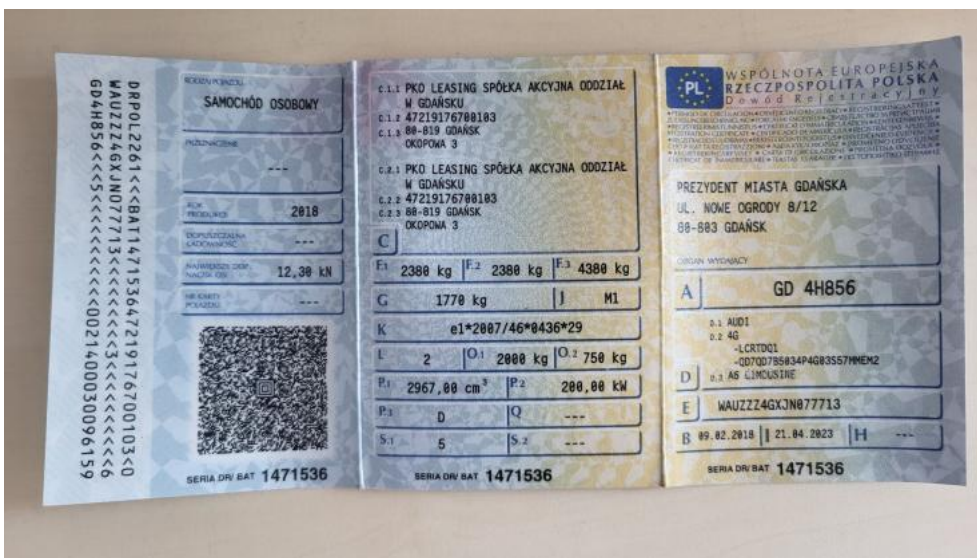 DRPOL2261<<<BAT147153647219176700103<0
WAUZZZ4GXJN077713<<<<<<<<<3<<<<<<<<6
GD4H856<<<5<<<<<<<<<<<00214000300961 59
RODZAJ POJAZDU
SAMOCHÓD OSOBOWY
PRZEZNACZENIE
---
ROK PRODUKCJI 2018
DOPUSZCZALNA ŁADOWNOŚĆ ---
NAJWIĘKSZY DOP. NACISK OSI 12,30 kN
NR KARTY POJAZDU ---
SERIA DR/ BAT 1471536
C.1.1 PKO LEASING SPÓŁKA AKCYJNA ODDZIAŁ
W GDAŃSKU
C.1.2 47219176700103
C.1.3 80-819 GDAŃSK
OKOPOWA 3
C.2.1 PKO LEASING SPÓŁKA AKCYJNA ODDZIAŁ
W GDAŃSKU
C.2.2 47219176700103
C.2.3 80-819 GDAŃSK
OKOPOWA 3
C
F.1 2380 kg F.2 2380 kg F.3 4380 kg
G 1770 kg J M1
K e1*2007/46*0436*29
L 2 O.1 2000 kg O.2 750 kg
P.1 2967,00 cm³ P.2 200,00 kW
P.3 D Q ---
S.1 5 S.2 ---
SERIA DR/ BAT 1471536
PL
WSPÓLNOTA EUROPEJSKA
RZECZPOSPOLITA POLSKA
Dowód Rejestracyjny
PREZYDENT MIASTA GDAŃSKA
UL. NOWE OGRODY 8/12
80-803 GDAŃSK
ORGAN WYDAJĄCY
A GD 4H856
D.1 AUDI
D.2 4G
-LCRTDQ1
-QD7QD7B5034P4G03S57MMEM2
D D.3 A6 LIMOUSINE
E WAUZZZ4GXJN077713
B 09.02.2018 I 21.04.2023 H ---
SERIA DR/ BAT 1471536